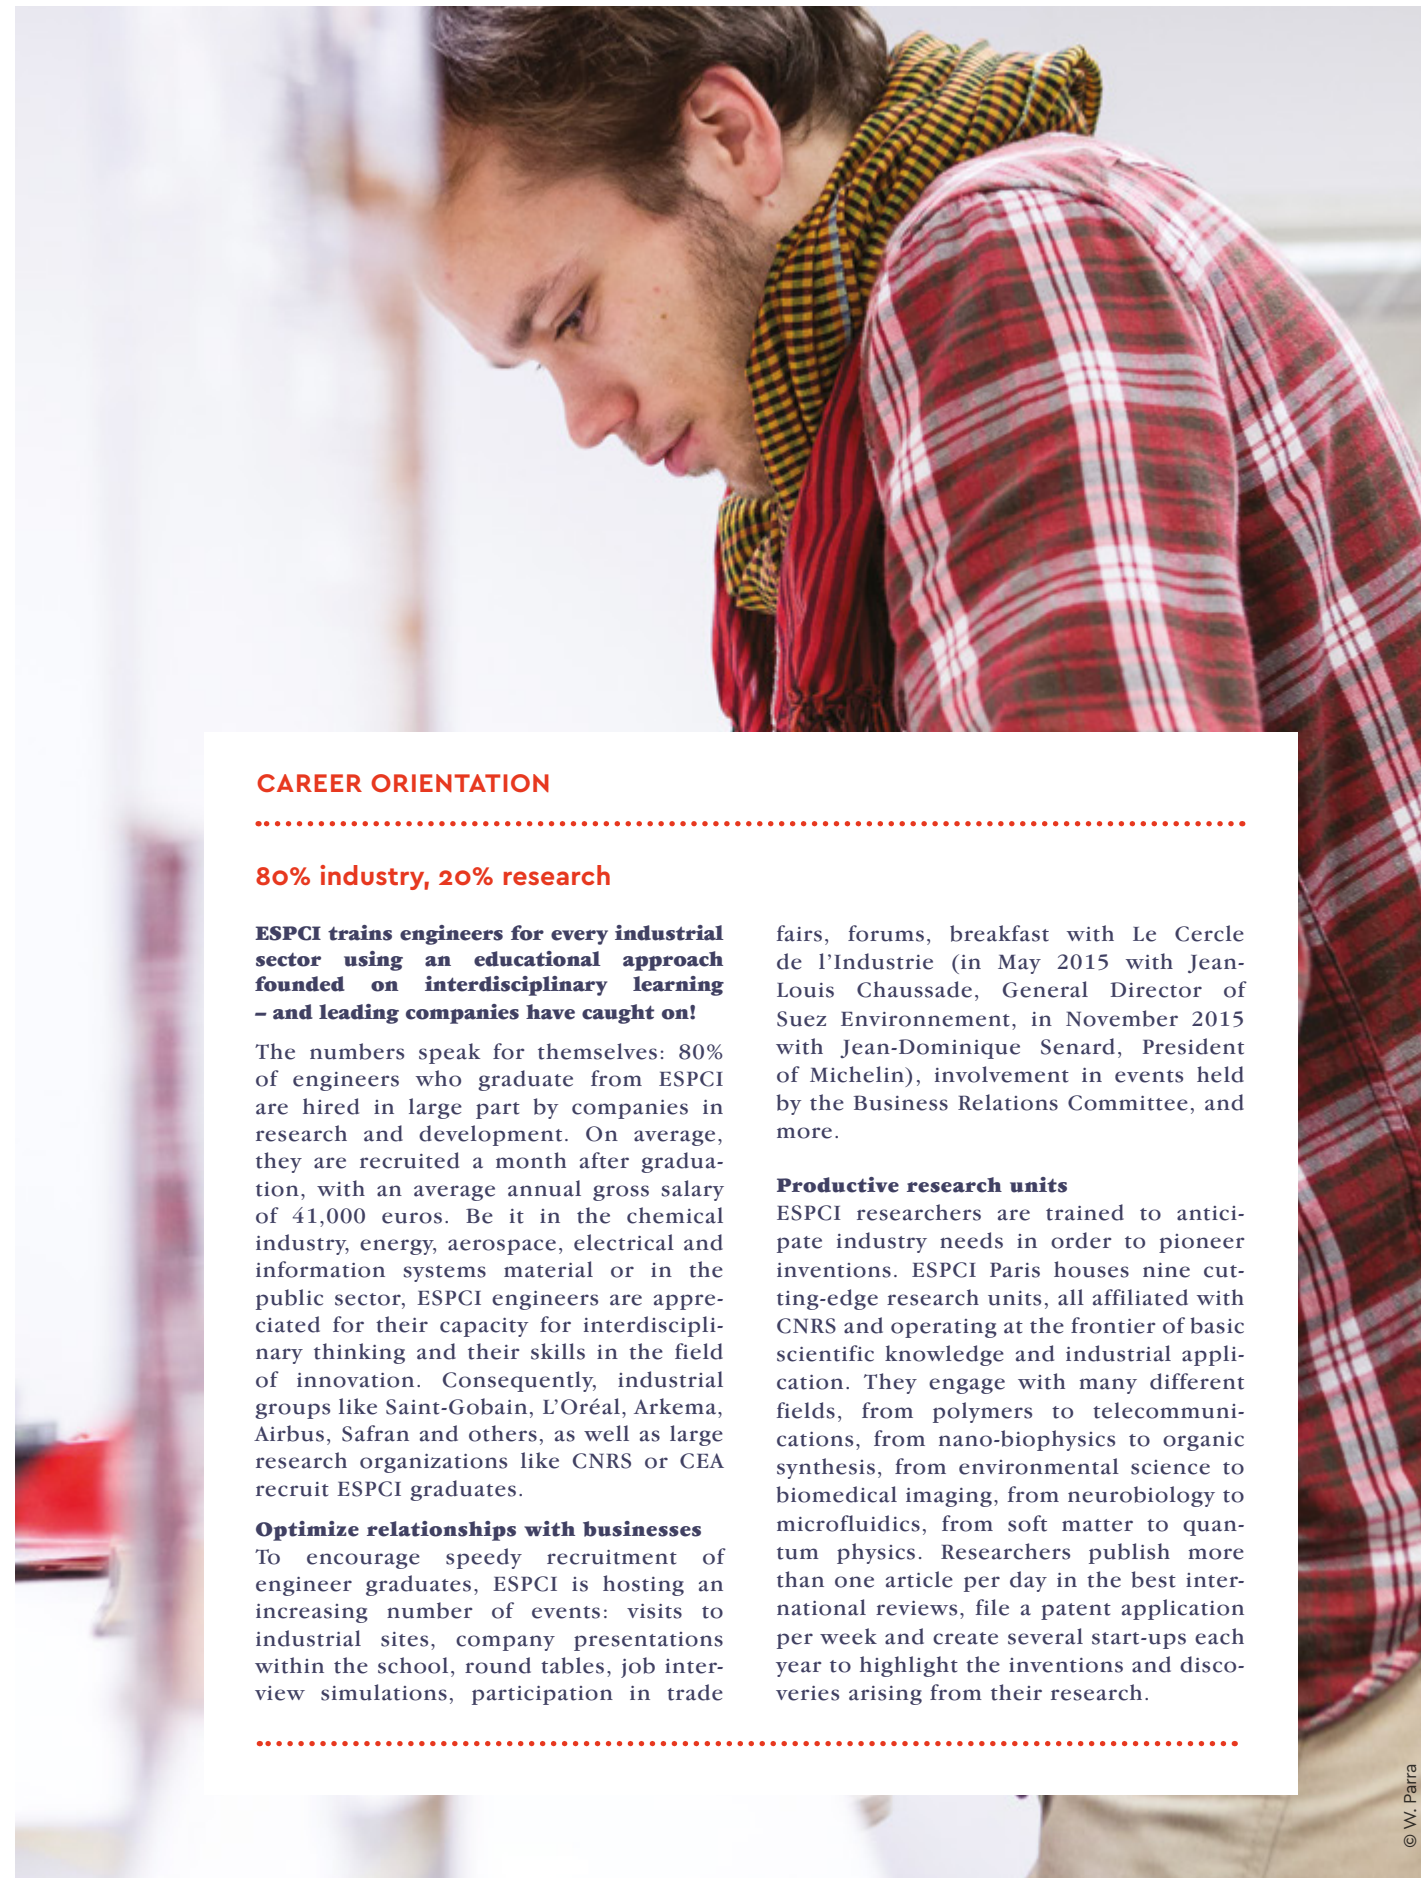 CAREER ORIENTATION
80% industry, 20% research
ESPCI trains engineers for every industrial
sector using an educational approach
founded on interdisciplinary learning
– and leading companies have caught on!
The numbers speak for themselves: 80%
of engineers who graduate from ESPCI
are hired in large part by companies in
research and development. On average,
they are recruited a month after gradua-
tion, with an average annual gross salary
of 41,000 euros. Be it in the chemical
industry, energy, aerospace, electrical and
information systems material or in the
public sector, ESPCI engineers are appre-
ciated for their capacity for interdiscipli-
nary thinking and their skills in the field
of innovation. Consequently, industrial
groups like Saint-Gobain, L’Oréal, Arkema,
Airbus, Safran and others, as well as large
research organizations like CNRS or CEA
recruit ESPCI graduates.
Optimize relationships with businesses
To encourage speedy recruitment of
engineer graduates, ESPCI is hosting an
increasing number of events: visits to
industrial sites, company presentations
within the school, round tables, job inter-
view simulations, participation in trade
fairs, forums, breakfast with Le Cercle
de l’Industrie (in May 2015 with Jean-
Louis Chaussade, General Director of
Suez Environnement, in November 2015
with Jean-Dominique Senard, President
of Michelin), involvement in events held
by the Business Relations Committee, and
more.
Productive research units
ESPCI researchers are trained to antici-
pate industry needs in order to pioneer
inventions. ESPCI Paris houses nine cut-
ting-edge research units, all affiliated with
CNRS and operating at the frontier of basic
scientific knowledge and industrial appli-
cation. They engage with many different
fields, from polymers to telecommuni-
cations, from nano-biophysics to organic
synthesis, from environmental science to
biomedical imaging, from neurobiology to
microfluidics, from soft matter to quan-
tum physics. Researchers publish more
than one article per day in the best inter-
national reviews, file a patent application
per week and create several start-ups each
year to highlight the inventions and disco-
veries arising from their research.
© W. Parra